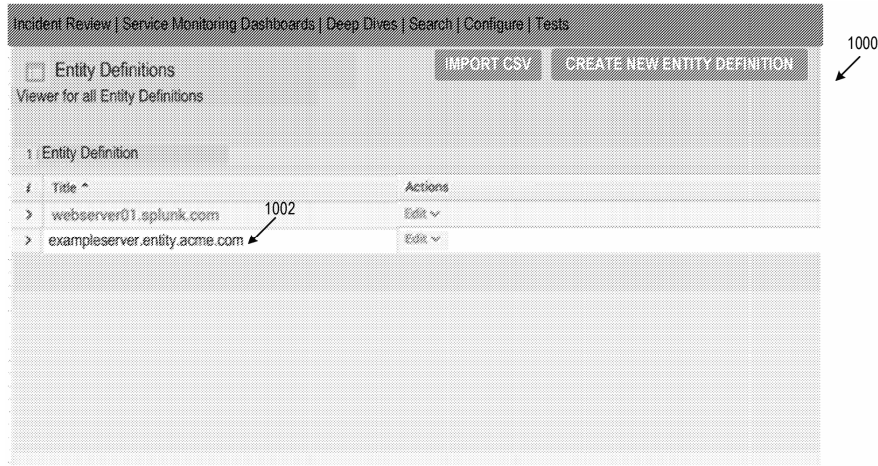 Incident Review | Service Monitoring Dashboards | Deep Dives | Search | Configure | Tests
1000
Entity Definitions
IMPORT CSV
CREATE NEW ENTITY DEFINITION
Viewer for all Entity Definitions
1 Entity Definition
i Title ^ Actions
> webserver01.splunk.com Edit
1002
> exampleserver.entity.acme.com Edit